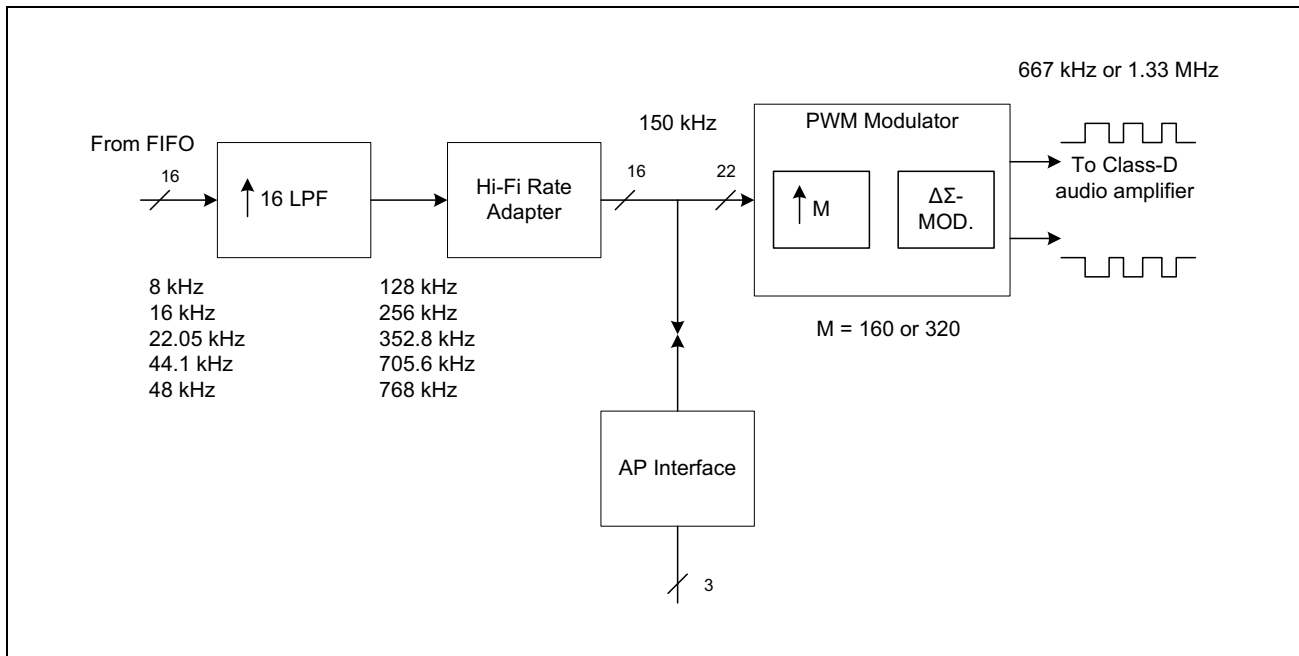 667 kHz or 1.33 MHz
From FIFO
16
16 LPF
8 kHz
16 kHz
22.05 kHz
44.1 kHz
48 kHz
128 kHz
256 kHz
352.8 kHz
705.6 kHz
768 kHz
Hi-Fi Rate
Adapter
16
150 kHz
22
PWM Modulator
M
ΔΣ-
MOD.
M = 160 or 320
To Class-D
audio amplifier
AP Interface
3